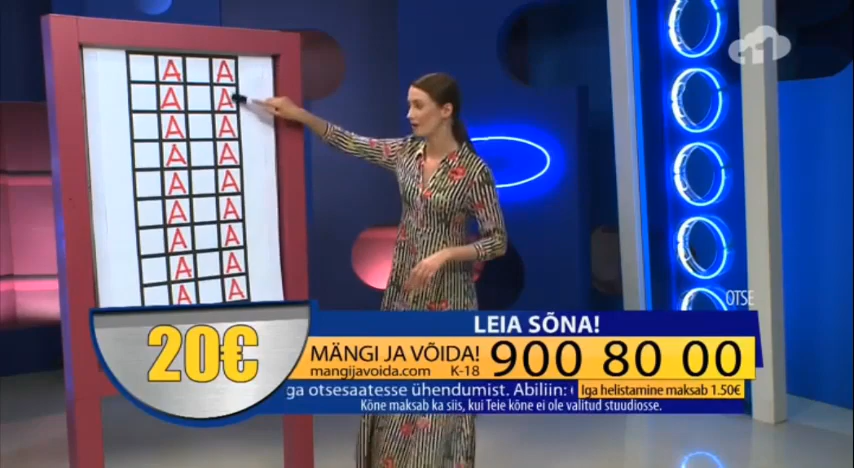 A A
A A
A A
A A
A A
A A
A A
A A
A A
11
OTSE
LEIA SÕNA!
20€
MÄNGI JA VÕIDA! 900 80 00
mangijavoida.com K-18
ga otsesaatesse ühendumist. Abiliin: Iga helistamine maksab 1.50€
Kõne maksab ka siis, kui Teie kõne ei ole valitud stuudiosse.